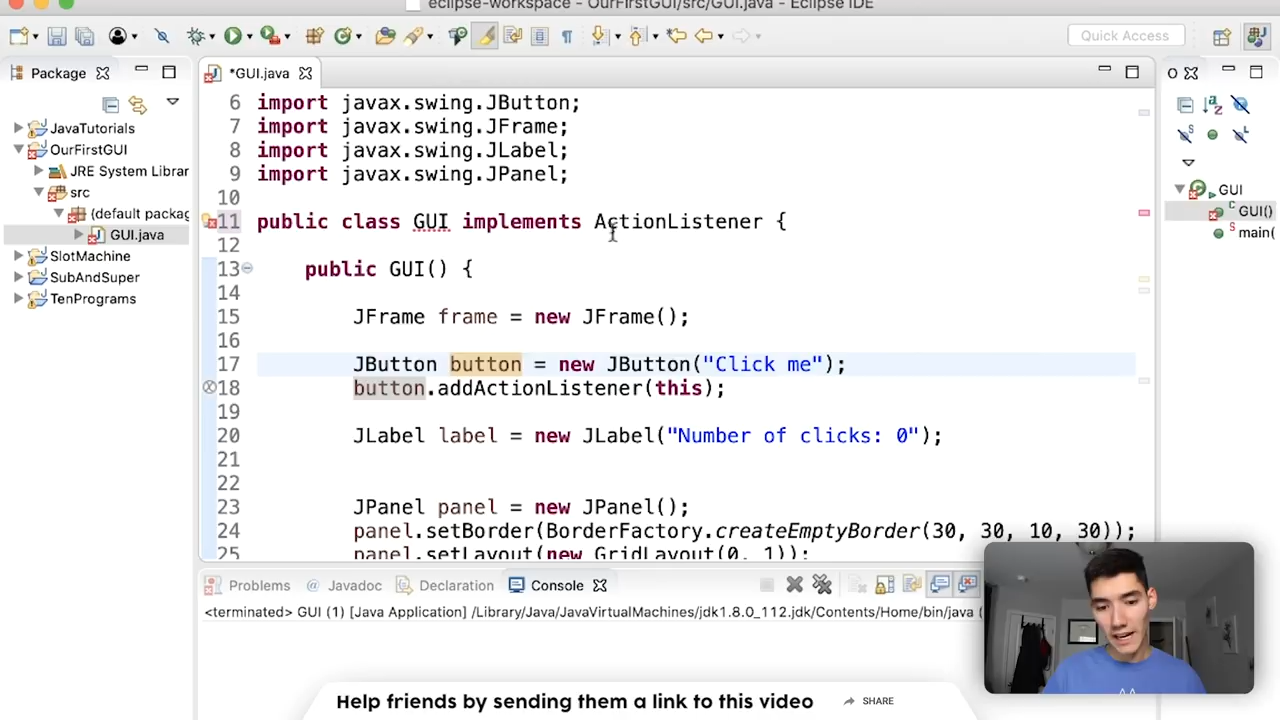 eclipse-workspace - OurFirstGUI/src/GUI.java - Eclipse IDE
Quick Access
Package
*GUI.java
O
JavaTutorials
OurFirstGUI
JRE System Librar
src
(default packag
GUI.java
SlotMachine
SubAndSuper
TenPrograms
6 import javax.swing.JButton;
7 import javax.swing.JFrame;
8 import javax.swing.JLabel;
9 import javax.swing.JPanel;
10
11 public class GUI implements ActionListener {
12
13 public GUI() {
14
15 JFrame frame = new JFrame();
16
17 JButton button = new JButton("Click me");
18 button.addActionListener(this);
19
20 JLabel label = new JLabel("Number of clicks: 0");
21
22
23 JPanel panel = new JPanel();
24 panel.setBorder(BorderFactory.createEmptyBorder(30, 30, 10, 30));
25 panel.setLayout(new GridLayout(0, 1));
GUI
GUI()
main(
Problems @ Javadoc Declaration Console
<terminated> GUI (1) [Java Application] /Library/Java/JavaVirtualMachines/jdk1.8.0_112.jdk/Contents/Home/bin/java (
Help friends by sending them a link to this video SHARE